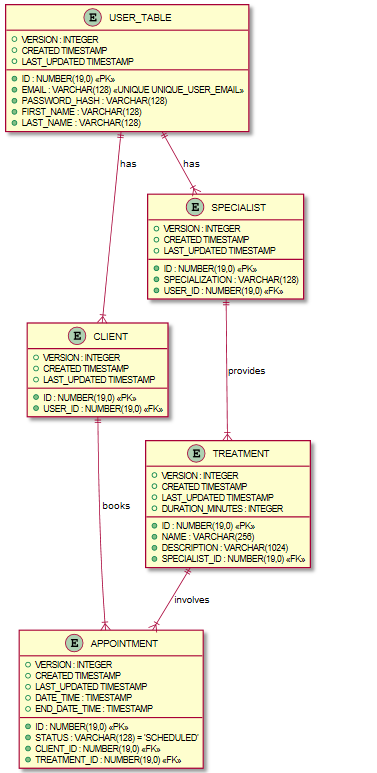 E USER_TABLE
VERSION : INTEGER
CREATED TIMESTAMP
LAST_UPDATED TIMESTAMP
ID : NUMBER(19,0) «PK»
EMAIL : VARCHAR(128) «UNIQUE UNIQUE_USER_EMAIL»
PASSWORD_HASH : VARCHAR(128)
FIRST_NAME : VARCHAR(128)
LAST_NAME : VARCHAR(128)
has
has
E SPECIALIST
VERSION : INTEGER
CREATED TIMESTAMP
LAST_UPDATED TIMESTAMP
ID : NUMBER(19,0) «PK»
SPECIALIZATION : VARCHAR(128)
USER_ID : NUMBER(19,0) «FK»
E CLIENT
VERSION : INTEGER
CREATED TIMESTAMP
LAST_UPDATED TIMESTAMP
ID : NUMBER(19,0) «PK»
USER_ID : NUMBER(19,0) «FK»
provides
E TREATMENT
VERSION : INTEGER
CREATED TIMESTAMP
LAST_UPDATED TIMESTAMP
DURATION_MINUTES : INTEGER
ID : NUMBER(19,0) «PK»
NAME : VARCHAR(256)
DESCRIPTION : VARCHAR(1024)
SPECIALIST_ID : NUMBER(19,0) «FK»
books
involves
E APPOINTMENT
VERSION : INTEGER
CREATED TIMESTAMP
LAST_UPDATED TIMESTAMP
DATE_TIME : TIMESTAMP
END_DATE_TIME : TIMESTAMP
ID : NUMBER(19,0) «PK»
STATUS : VARCHAR(128) = 'SCHEDULED'
CLIENT_ID : NUMBER(19,0) «FK»
TREATMENT_ID : NUMBER(19,0) «FK»